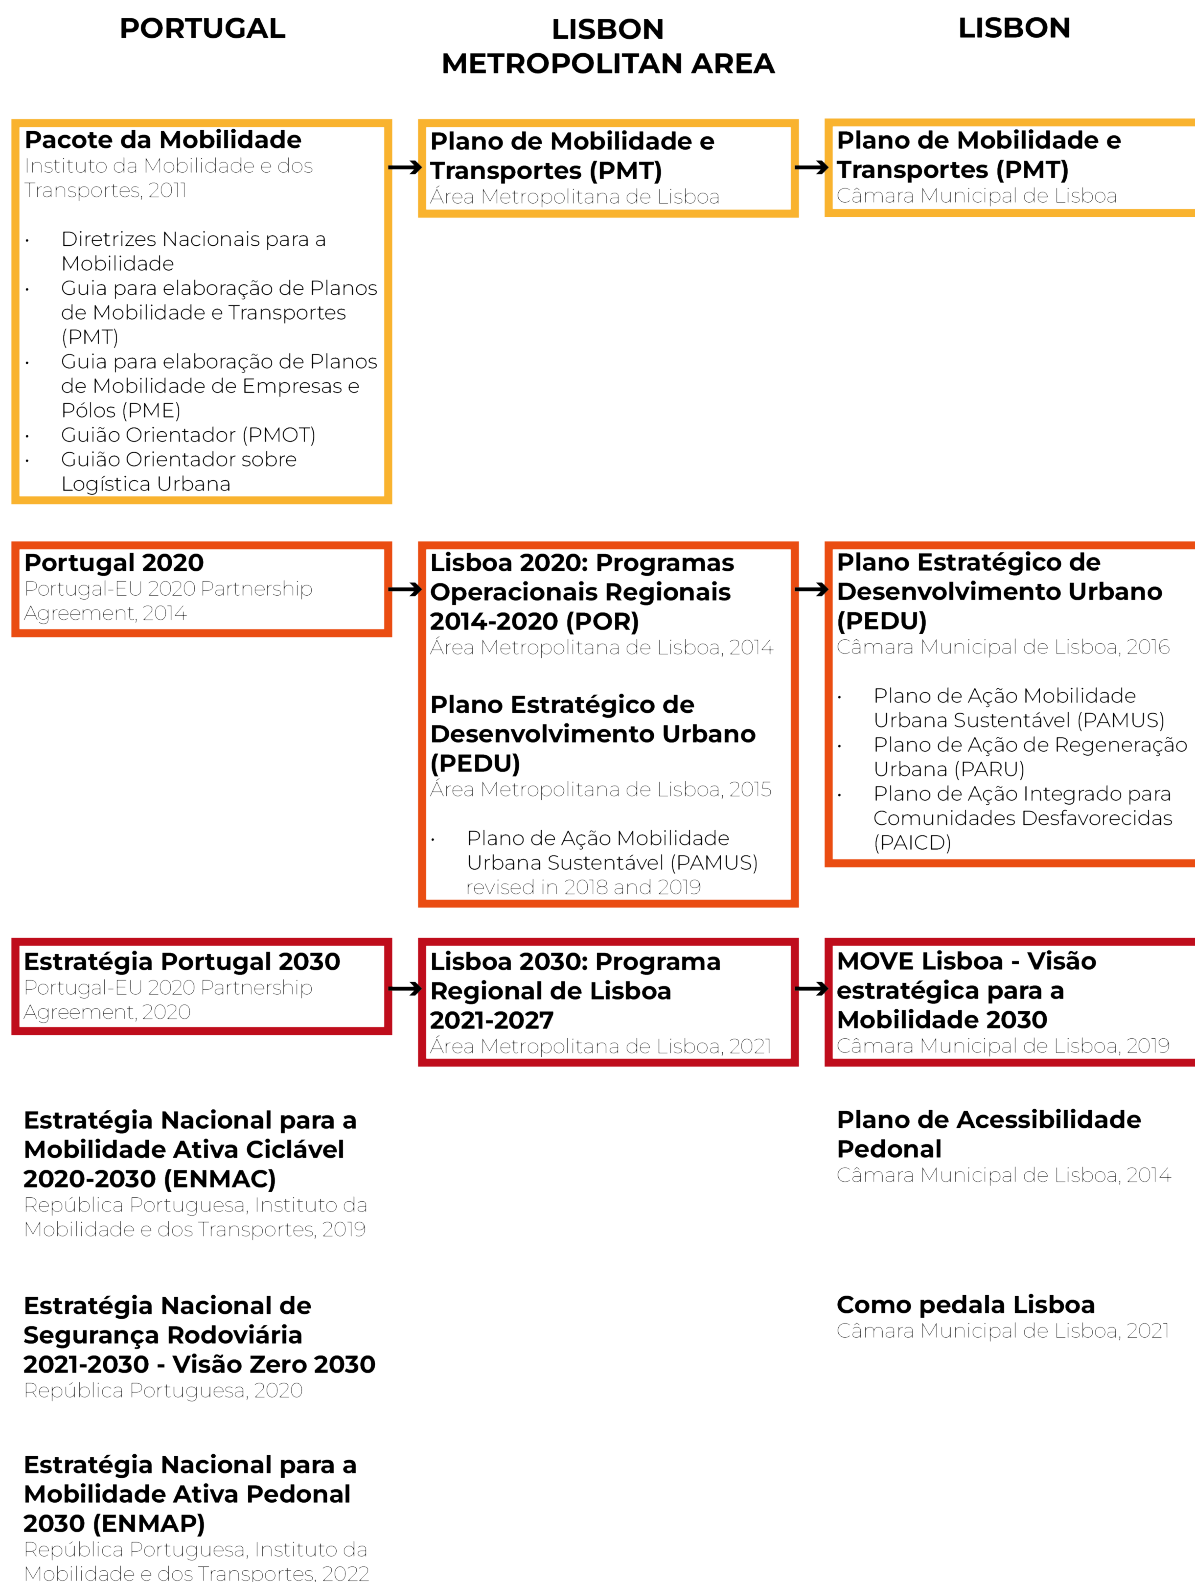 PORTUGAL
LISBON
METROPOLITAN AREA
LISBON
Pacote da Mobilidade
Instituto da Mobilidade e dos
Transportes, 2011
• Diretrizes Nacionais para a
Mobilidade
• Guia para elaboração de Planos
de Mobilidade e Transportes
(PMT)
• Guia para elaboração de Planos
de Mobilidade de Empresas e
Pólos (PME)
• Guião Orientador (PMOT)
• Guião Orientador sobre
Logística Urbana
→
Plano de Mobilidade e
Transportes (PMT)
Área Metropolitana de Lisboa
→
Plano de Mobilidade e
Transportes (PMT)
Câmara Municipal de Lisboa
Portugal 2020
Portugal-EU 2020 Partnership
Agreement, 2014
→
Lisboa 2020: Programas
Operacionais Regionais
2014-2020 (POR)
Área Metropolitana de Lisboa, 2014
Plano Estratégico de
Desenvolvimento Urbano
(PEDU)
Área Metropolitana de Lisboa, 2015
• Plano de Ação Mobilidade
Urbana Sustentável (PAMUS)
revised in 2018 and 2019
→
Plano Estratégico de
Desenvolvimento Urbano
(PEDU)
Câmara Municipal de Lisboa, 2016
• Plano de Ação Mobilidade
Urbana Sustentável (PAMUS)
• Plano de Ação de Regeneração
Urbana (PARU)
• Plano de Ação Integrado para
Comunidades Desfavorecidas
(PAICD)
Estratégia Portugal 2030
Portugal-EU 2020 Partnership
Agreement, 2020
→
Lisboa 2030: Programa
Regional de Lisboa
2021-2027
Área Metropolitana de Lisboa, 2021
→
MOVE Lisboa - Visão
estratégica para a
Mobilidade 2030
Câmara Municipal de Lisboa, 2019
Estratégia Nacional para a
Mobilidade Ativa Ciclável
2020-2030 (ENMAC)
República Portuguesa, Instituto da
Mobilidade e dos Transportes, 2019
Plano de Acessibilidade
Pedonal
Câmara Municipal de Lisboa, 2014
Estratégia Nacional de
Segurança Rodoviária
2021-2030 - Visão Zero 2030
República Portuguesa, 2020
Como pedala Lisboa
Câmara Municipal de Lisboa, 2021
Estratégia Nacional para a
Mobilidade Ativa Pedonal
2030 (ENMAP)
República Portuguesa, Instituto da
Mobilidade e dos Transportes, 2022